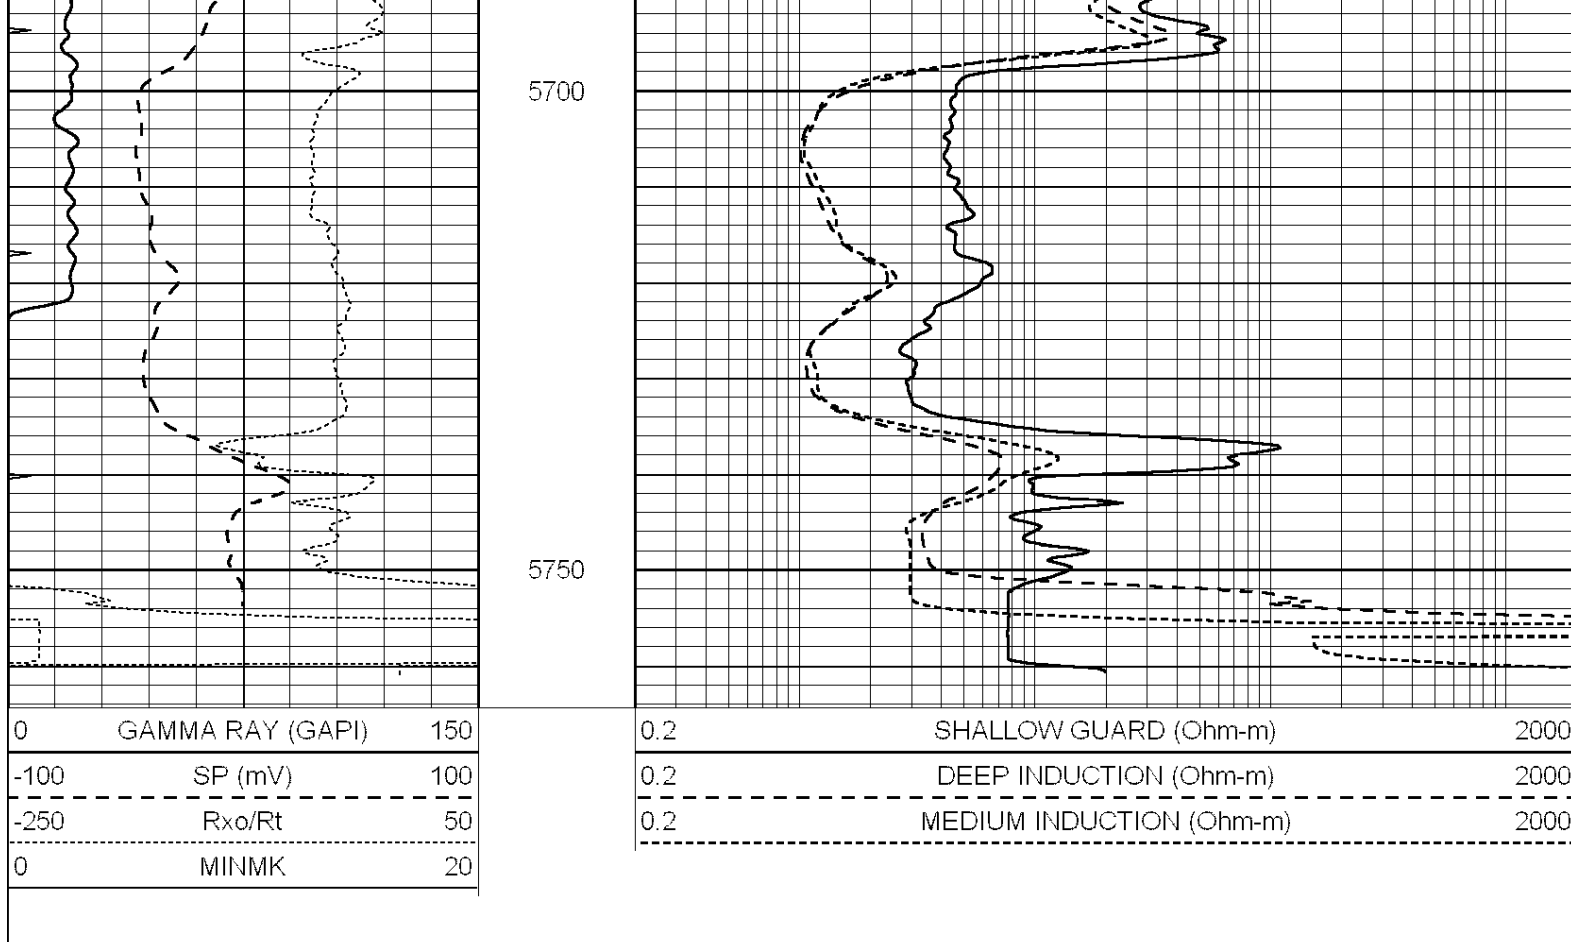 5700
5750
0 GAMMA RAY (GAPI) 150
-100 SP (mV) 100
-250 Rxo/Rt 50
0 MINMK 20
0.2 SHALLOW GUARD (Ohm-m) 2000
0.2 DEEP INDUCTION (Ohm-m) 2000
0.2 MEDIUM INDUCTION (Ohm-m) 2000